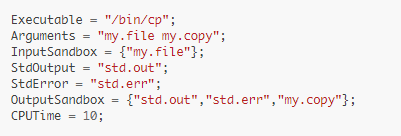 Executable = "/bin/cp";
Arguments = "my.file my.copy";
InputSandbox = {"my.file"};
StdOutput = "std.out";
StdError = "std.err";
OutputSandbox = {"std.out","std.err","my.copy"};
CPUTime = 10;